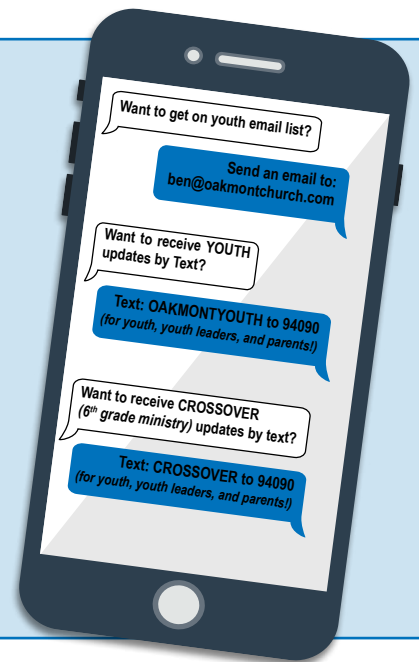 Want to get on youth email list?
Send an email to:
ben@oakmontchurch.com
Want to receive YOUTH
updates by Text?
Text: OAKMONTYOUTH to 94090
(for youth, youth leaders, and parents!)
Want to receive CROSSOVER
(6th grade ministry) updates by text?
Text: CROSSOVER to 94090
(for youth, youth leaders, and parents!)